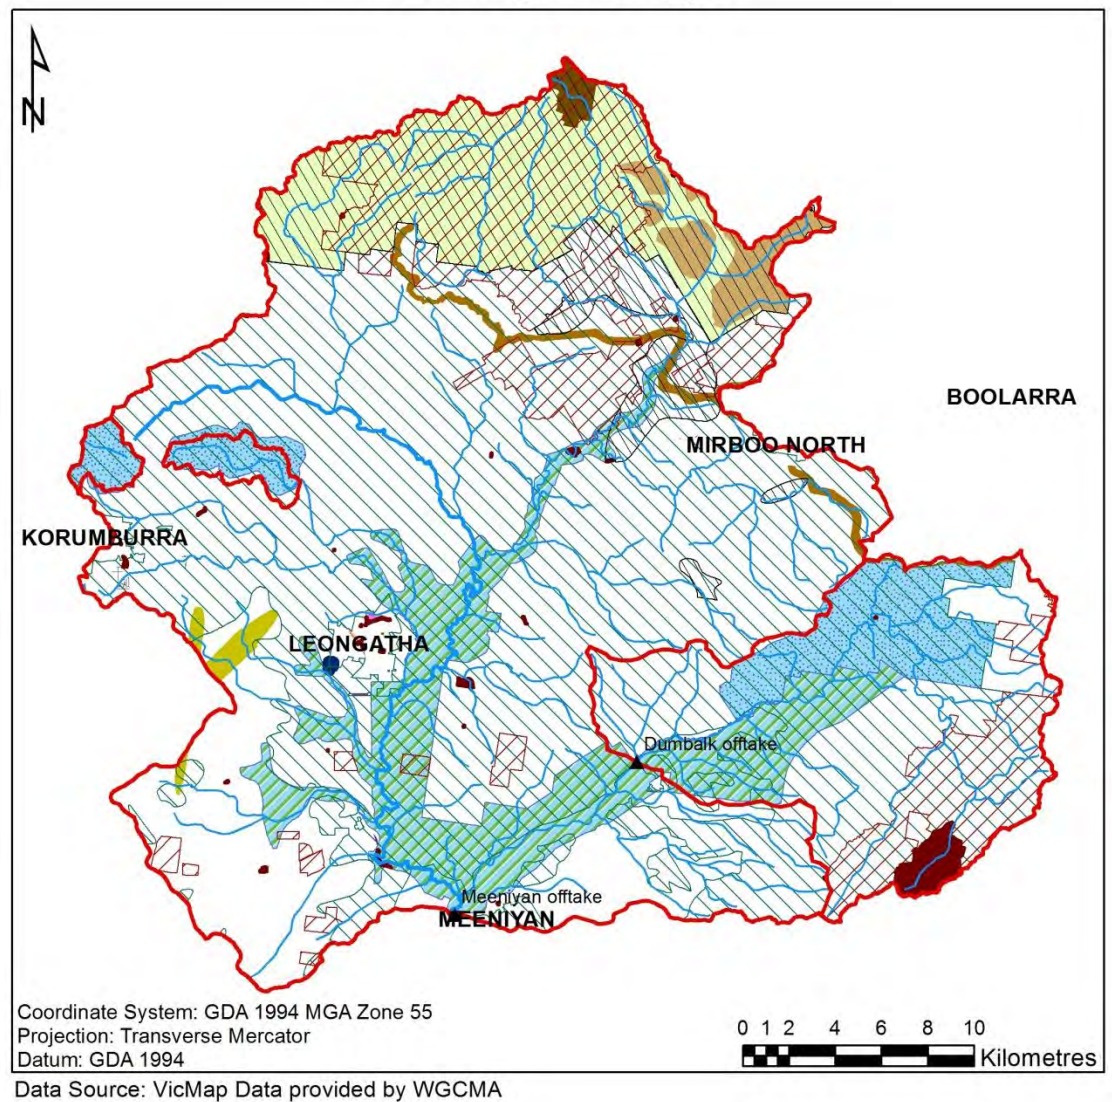 N
BOOLARRA
MIRBOO NORTH
KORUMBURRA
LEONGATHA
Dumbalk offtake
Meeniyan offtake
MEENIYAN
Coordinate System: GDA 1994 MGA Zone 55
Projection: Transverse Mercator
Datum: GDA 1994
0 1 2 4 6 8 10
Kilometres
Data Source: VicMap Data provided by WGCMA